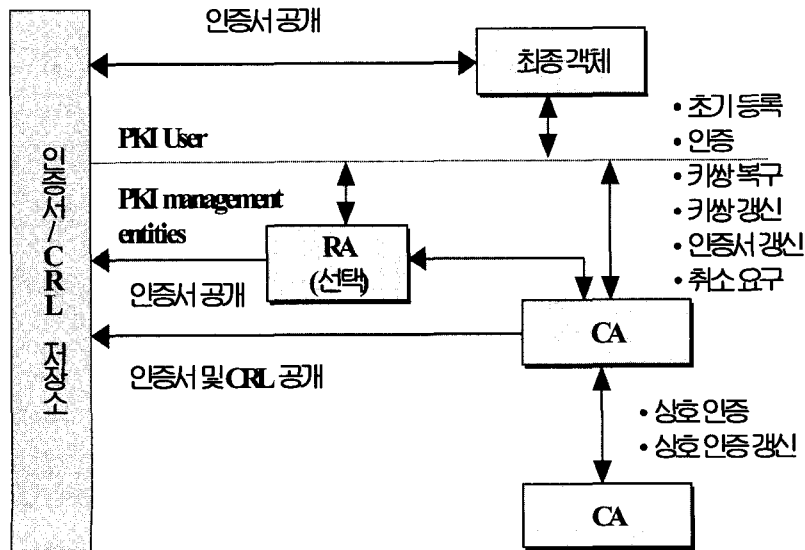 인증서 공개
최종 객체
• 초기 등록
• 인증
• 키쌍 복구
• 키쌍 갱신
• 인증서 갱신
• 취소 요구
PKI User
PKI management
entities
RA
(선택)
인증서 공개
CA
인증서 및 CRL 공개
• 상호 인증
• 상호 인증 갱신
CA
인증서/CRL 저장소